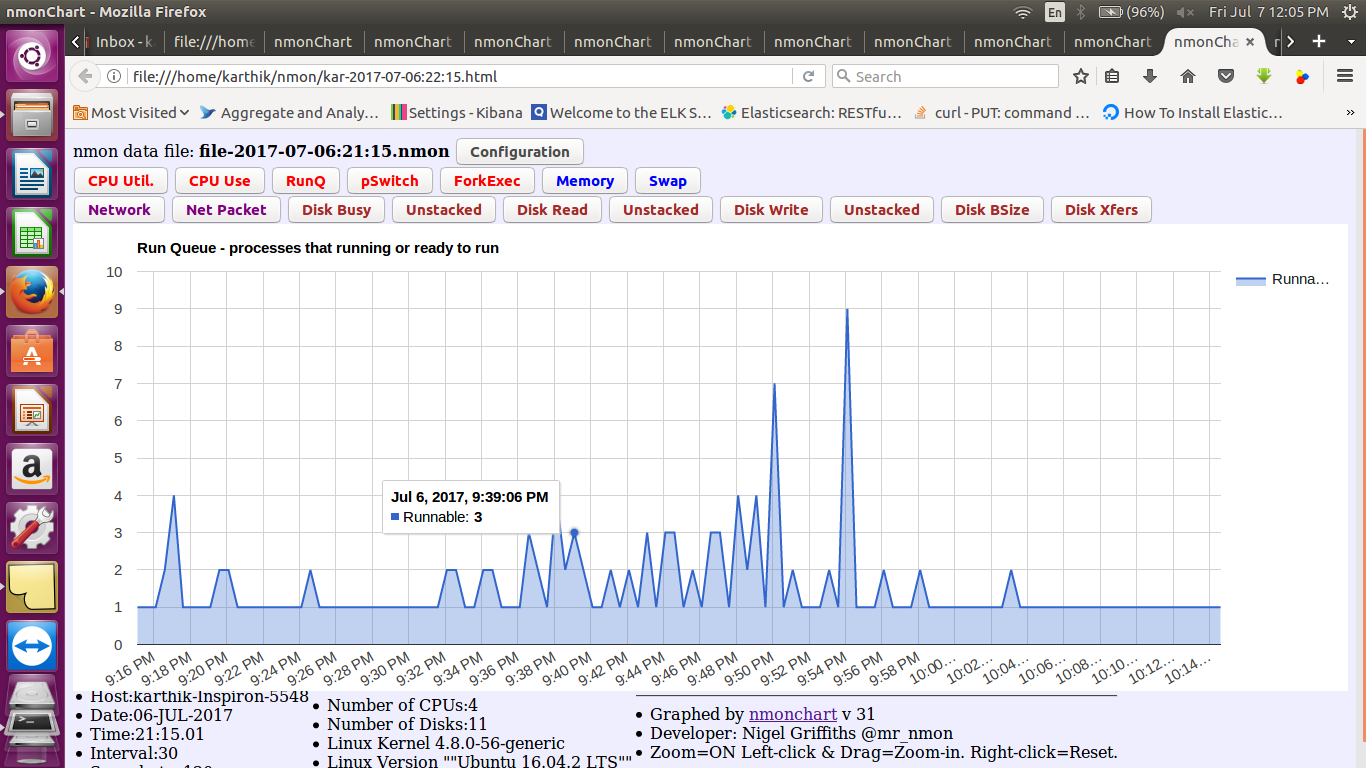 nmonChart - Mozilla Firefox
En
(96%)
Fri Jul 7 12:05 PM
Inbox - k
file:///home
nmonChart
nmonChart
nmonChart
nmonChart
nmonChart
nmonChart
nmonChart
nmonChart
nmonChart
nmonCha
file:///home/karthik/nmon/kar-2017-07-06:22:15.html
Search
Most Visited
Aggregate and Analy…
Settings - Kibana
Welcome to the ELK S…
Elasticsearch: RESTfu…
curl - PUT: command …
How To Install Elastic…
nmon data file: file-2017-07-06:21:15.nmon Configuration
CPU Util. CPU Use RunQ pSwitch ForkExec Memory Swap
Network Net Packet Disk Busy Unstacked Disk Read Unstacked Disk Write Unstacked Disk BSize Disk Xfers
Run Queue - processes that running or ready to run
Runna…
10
9
8
7
6
5
4
3
2
1
0
Jul 6, 2017, 9:39:06 PM
Runnable: 3
9:16 PM 9:18 PM 9:20 PM 9:22 PM 9:24 PM 9:26 PM 9:28 PM 9:30 PM 9:32 PM 9:34 PM 9:36 PM 9:38 PM 9:40 PM 9:42 PM 9:44 PM 9:46 PM 9:48 PM 9:50 PM 9:52 PM 9:54 PM 9:56 PM 9:58 PM 10:00… 10:02… 10:04… 10:06… 10:08… 10:10… 10:12… 10:14…
Host:karthik-Inspiron-5548
Date:06-JUL-2017
Time:21:15.01
Interval:30
Number of CPUs:4
Number of Disks:11
Linux Kernel 4.8.0-56-generic
Linux Version ""Ubuntu 16.04.2 LTS""
Graphed by nmonchart v 31
Developer: Nigel Griffiths @mr_nmon
Zoom=ON Left-click & Drag=Zoom-in. Right-click=Reset.